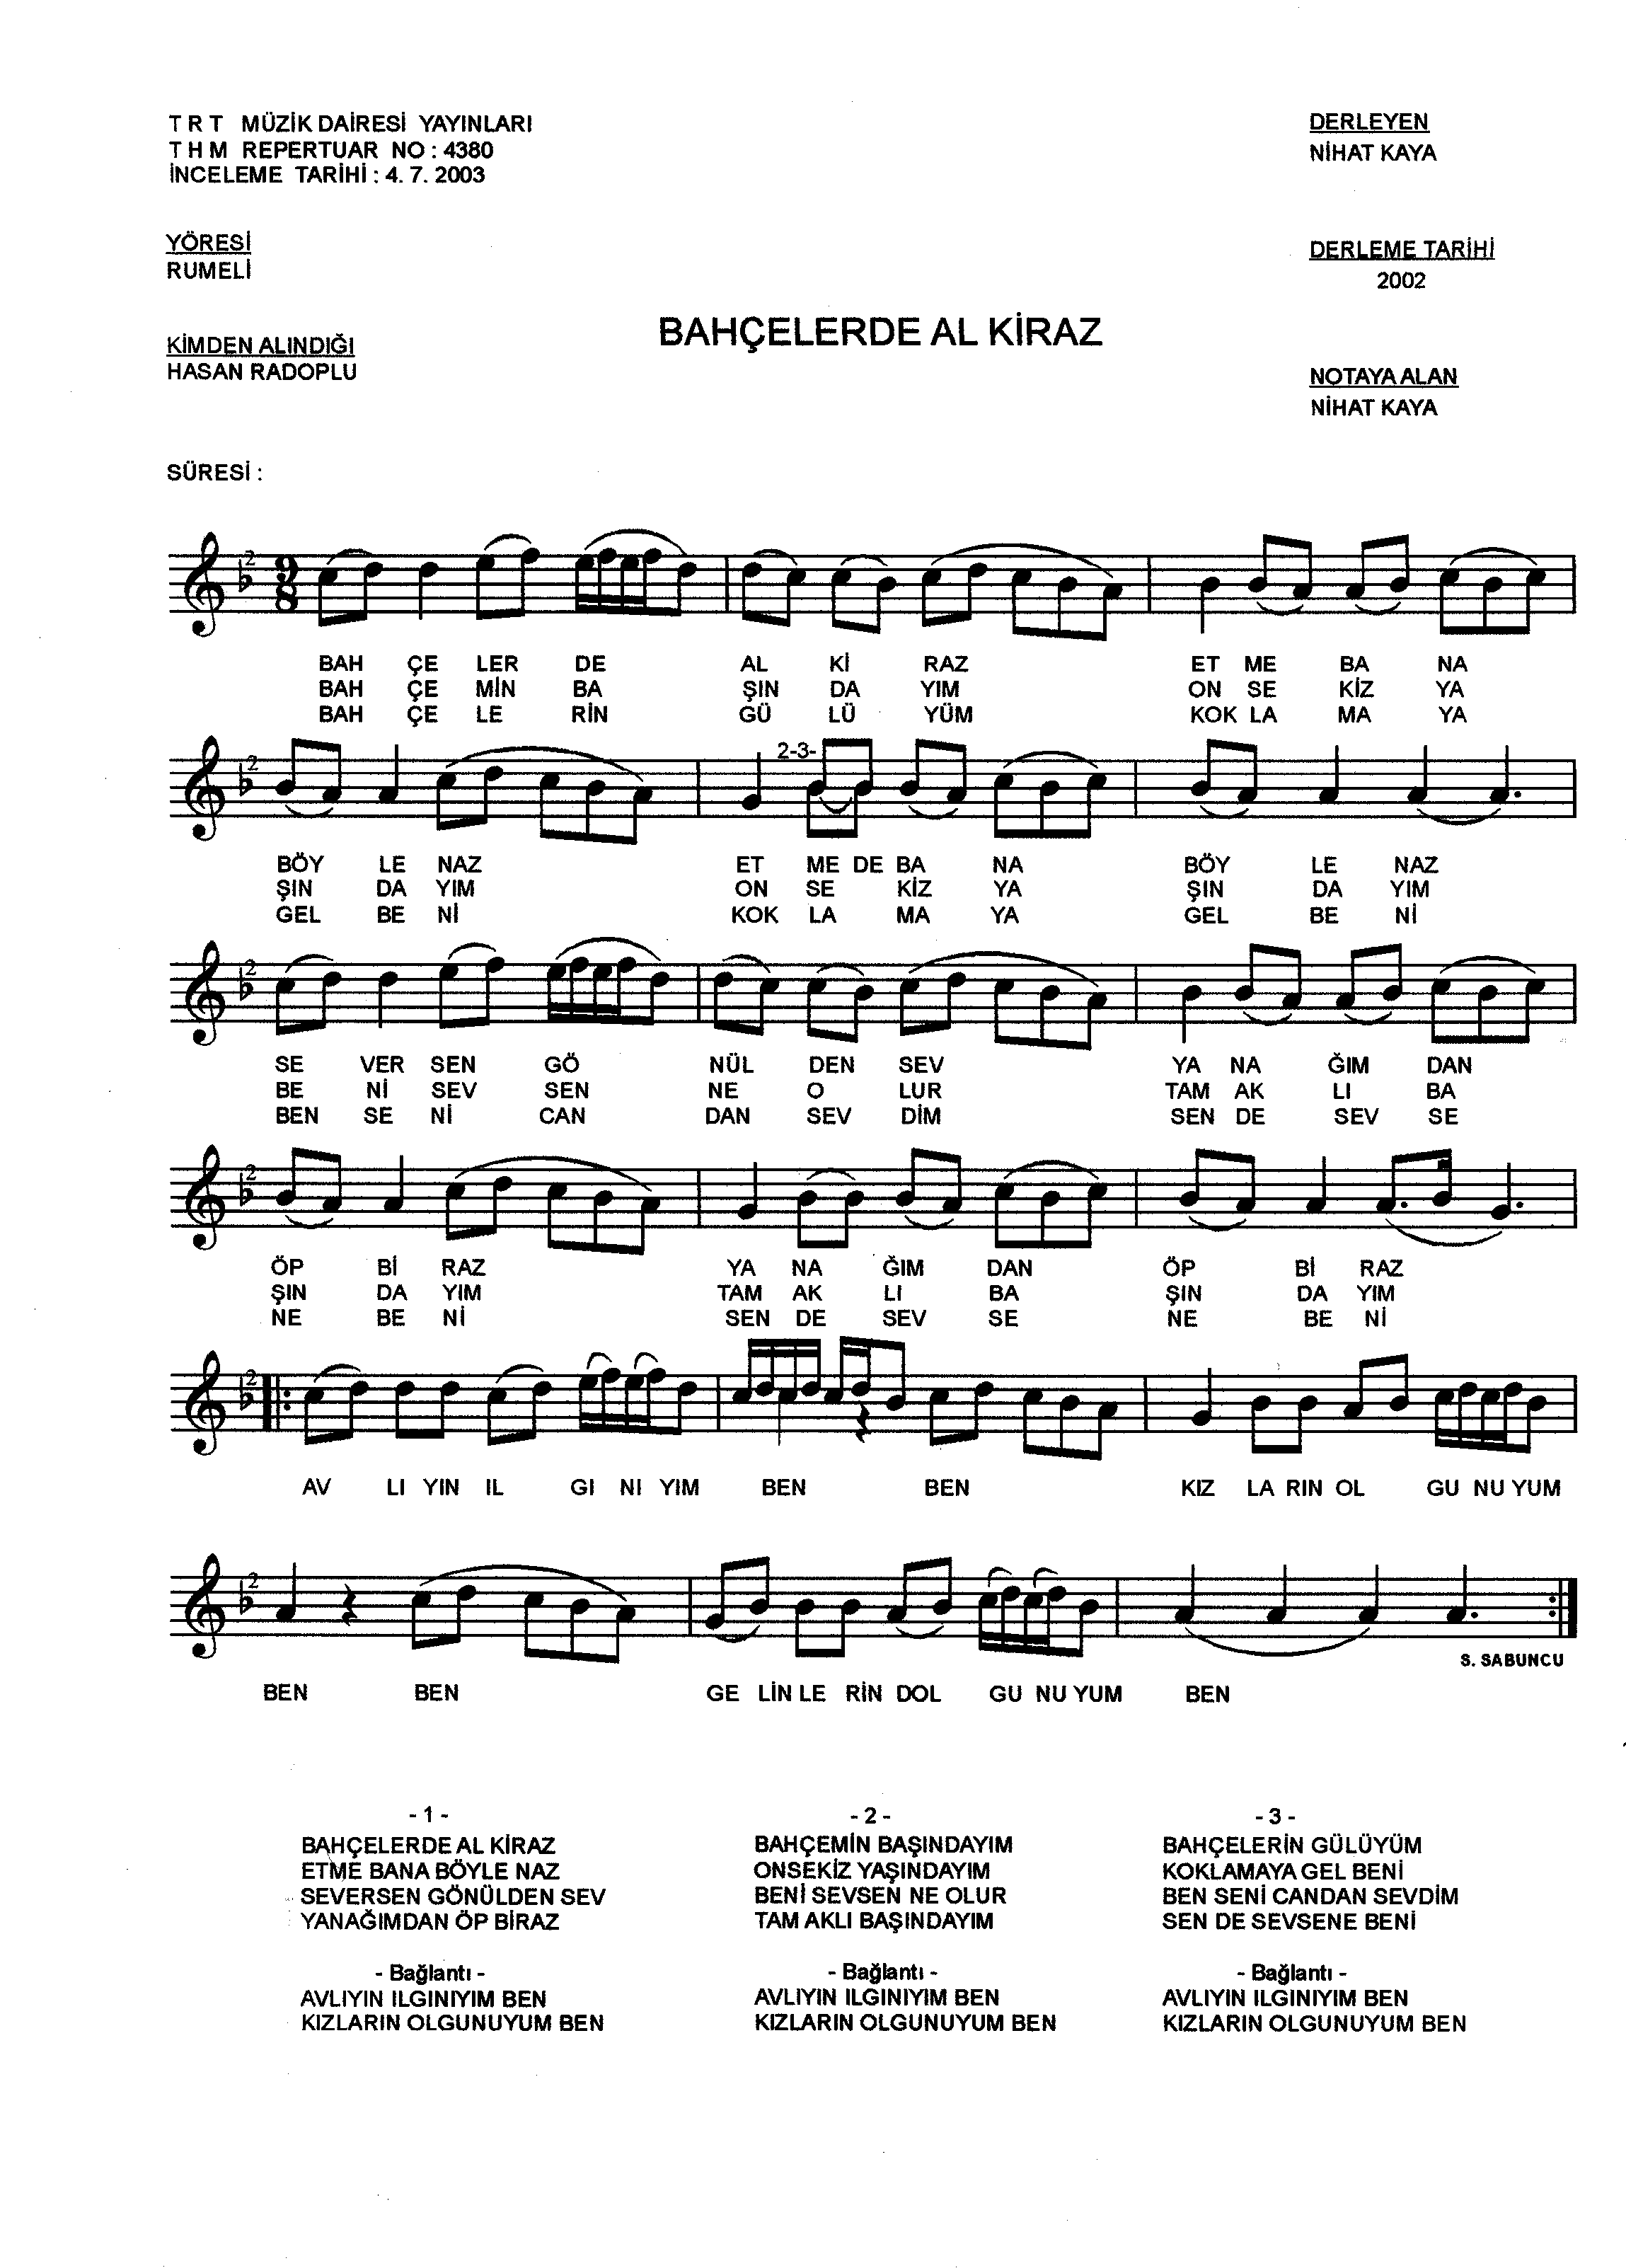 T R T MÜZİK DAİRESİ YAYINLARI
T H M REPERTUAR NO : 4380
İNCELEME TARİHİ : 4. 7. 2003
DERLEYEN
NİHAT KAYA
YÖRESİ
RUMELİ
DERLEME TARİHİ
2002
BAHÇELERDE AL KİRAZ
KİMDEN ALINDIĞI
HASAN RADOPLU
NOTAYA ALAN
NİHAT KAYA
SÜRESİ :
2
9
8
BAH ÇE LER DE AL Kİ RAZ ET ME BA NA
BAH ÇE MİN BA ŞIN DA YIM ON SE KİZ YA
BAH ÇE LE RİN GÜ LÜ YÜM KOK LA MA YA
2
2-3-
BÖY LE NAZ ET ME DE BA NA BÖY LE NAZ
ŞIN DA YIM ON SE KİZ YA ŞIN DA YIM
GEL BE Nİ KOK LA MA YA GEL BE Nİ
2
SE VER SEN GÖ NÜL DEN SEV YA NA ĞIM DAN
BE Nİ SEV SEN NE O LUR TAM AK LI BA
BEN SE Nİ CAN DAN SEV DİM SEN DE SEV SE
2
ÖP Bİ RAZ YA NA ĞIM DAN ÖP Bİ RAZ
ŞIN DA YIM TAM AK LI BA ŞIN DA YIM
NE BE Nİ SEN DE SEV SE NE BE Nİ
2
AV LI YIN IL GI NI YIM BEN BEN KIZ LA RIN OL GU NU YUM
2
S. SABUNCU
BEN BEN GE LİN LE RİN DOL GU NU YUM BEN
- 1 -
BAHÇELERDE AL KİRAZ
ETME BANA BÖYLE NAZ
SEVERSEN GÖNÜLDEN SEV
YANAĞIMDAN ÖP BİRAZ
- Bağlantı -
AVLIYIN ILGINIYIM BEN
KIZLARIN OLGUNUYUM BEN
- 2 -
BAHÇEMİN BAŞINDAYIM
ONSEKİZ YAŞINDAYIM
BENİ SEVSEN NE OLUR
TAM AKLI BAŞINDAYIM
- Bağlantı -
AVLIYIN ILGINIYIM BEN
KIZLARIN OLGUNUYUM BEN
- 3 -
BAHÇELERİN GÜLÜYÜM
KOKLAMAYA GEL BENİ
BEN SENİ CANDAN SEVDİM
SEN DE SEVSENE BENİ
- Bağlantı -
AVLIYIN ILGINIYIM BEN
KIZLARIN OLGUNUYUM BEN